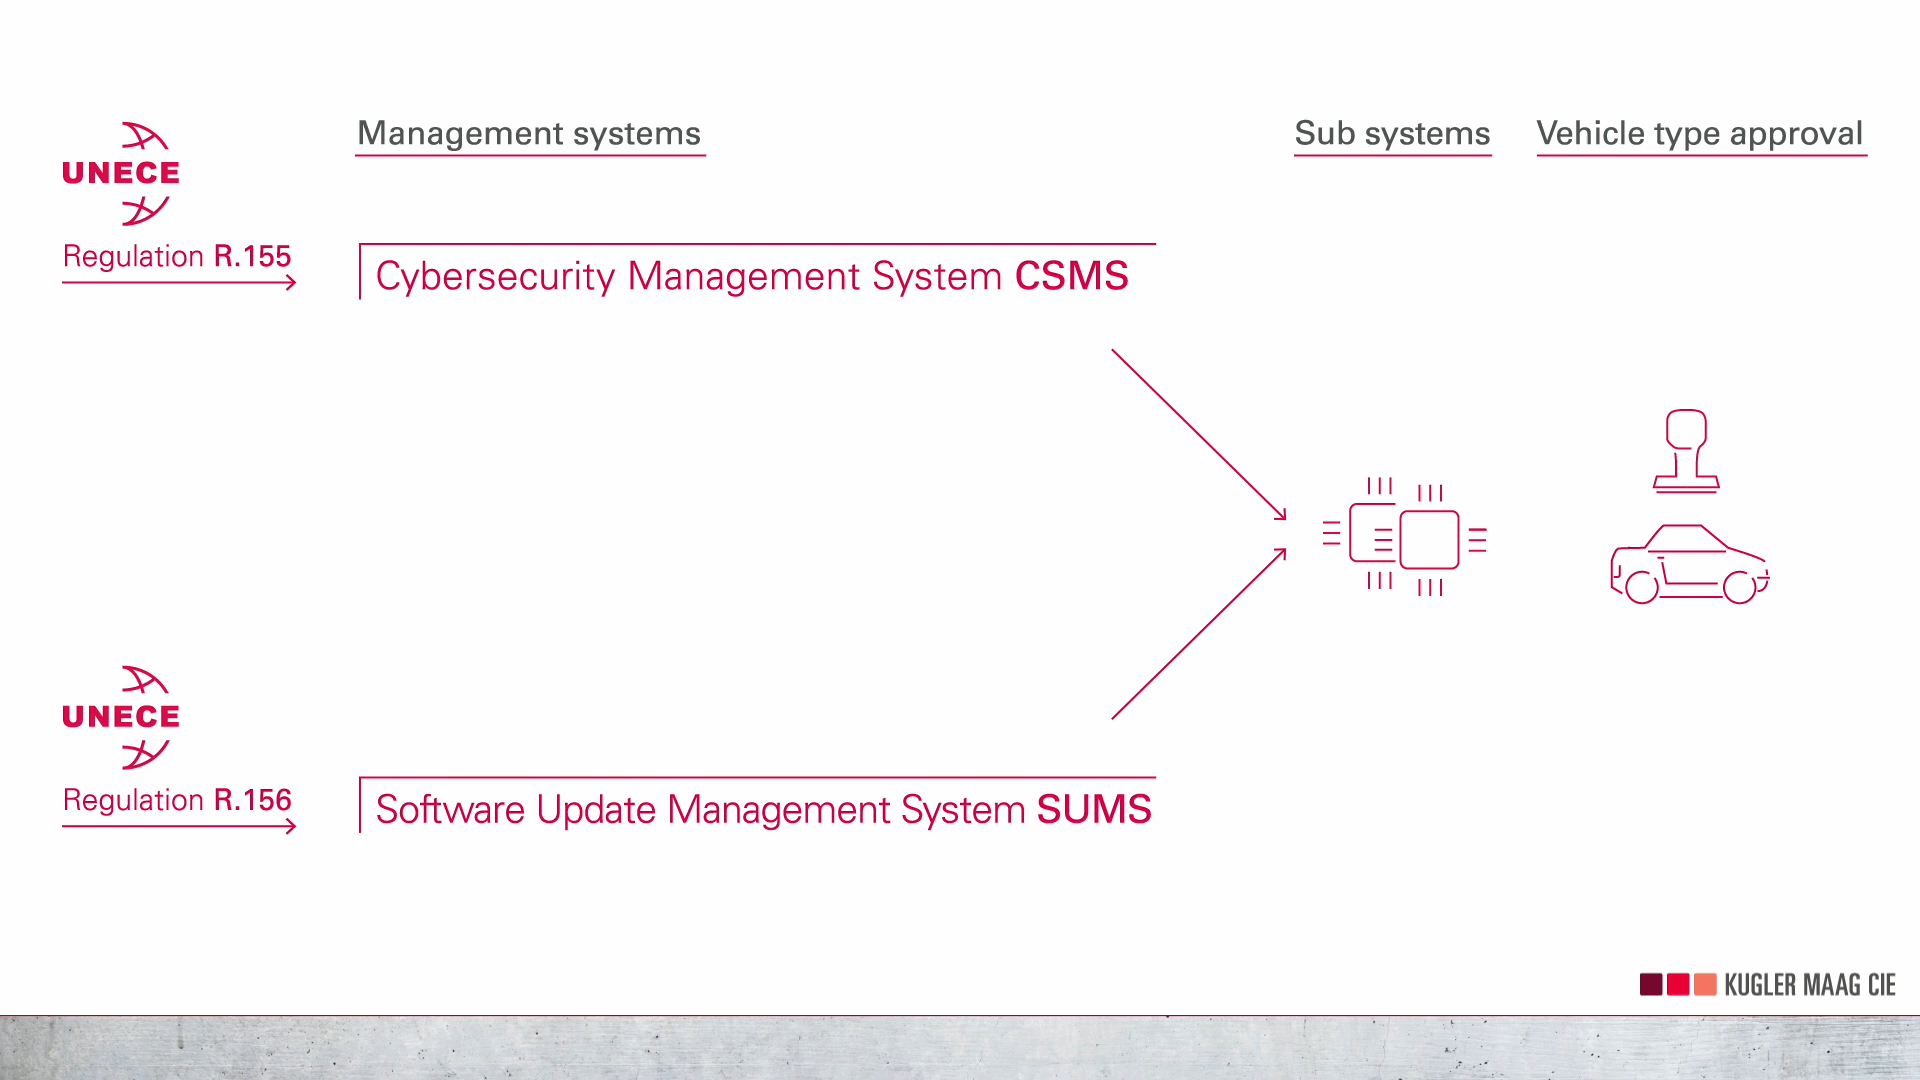 Management systems
Sub systems
Vehicle type approval
UNECE
Regulation R.155
Cybersecurity Management System CSMS
UNECE
Regulation R.156
Software Update Management System SUMS
KUGLER MAAG CIE